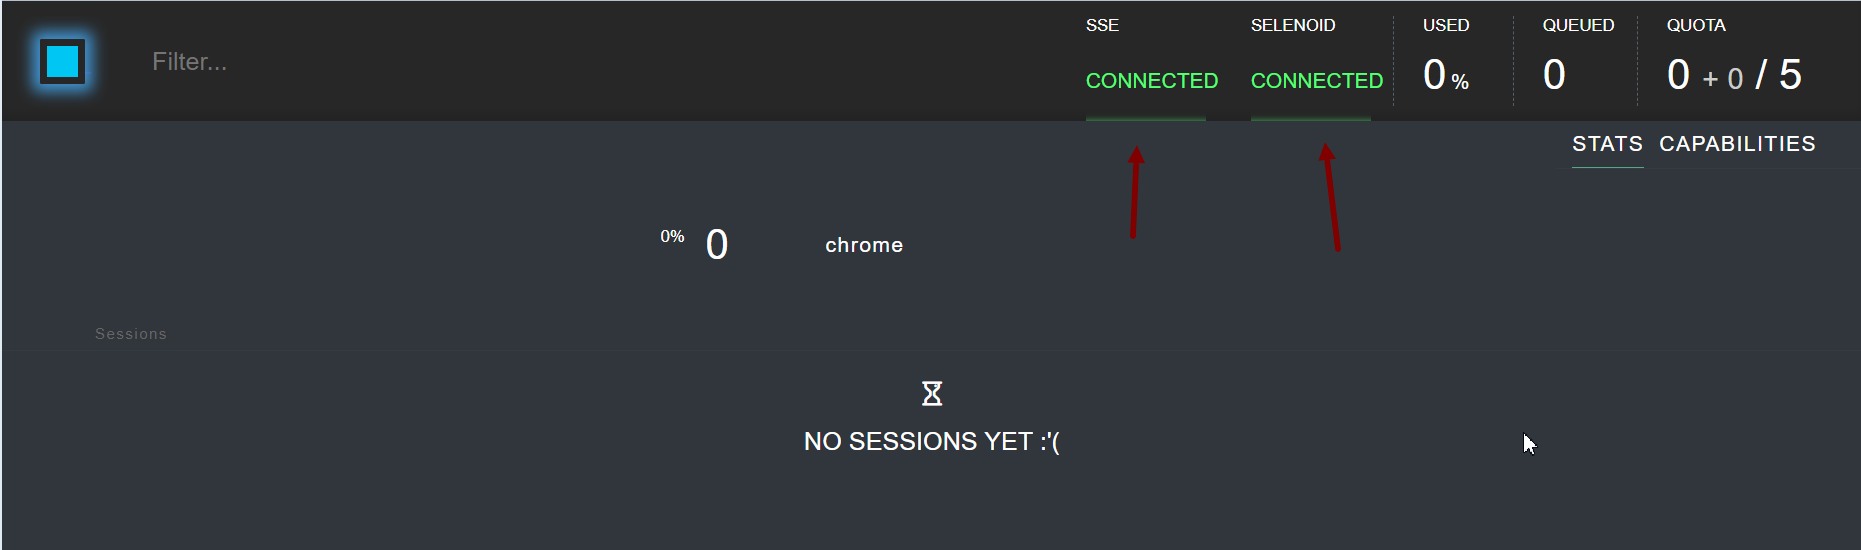 Filter...
SSE
CONNECTED
SELENOID
CONNECTED
USED
0 %
QUEUED
0
QUOTA
0 + 0 / 5
STATS CAPABILITIES
0% 0 chrome
Sessions
NO SESSIONS YET :'(